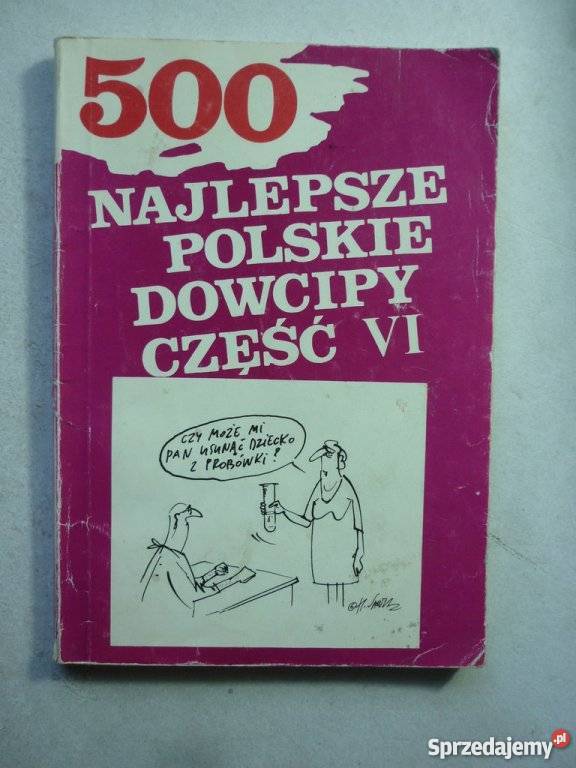 500
NAJLEPSZE
POLSKIE
DOWCIPY
CZĘŚĆ VI
CZY MOŻE MI
PAN USUNĄĆ DZIECKO
Z PROBÓWKI?
Sprzedajemy.pl